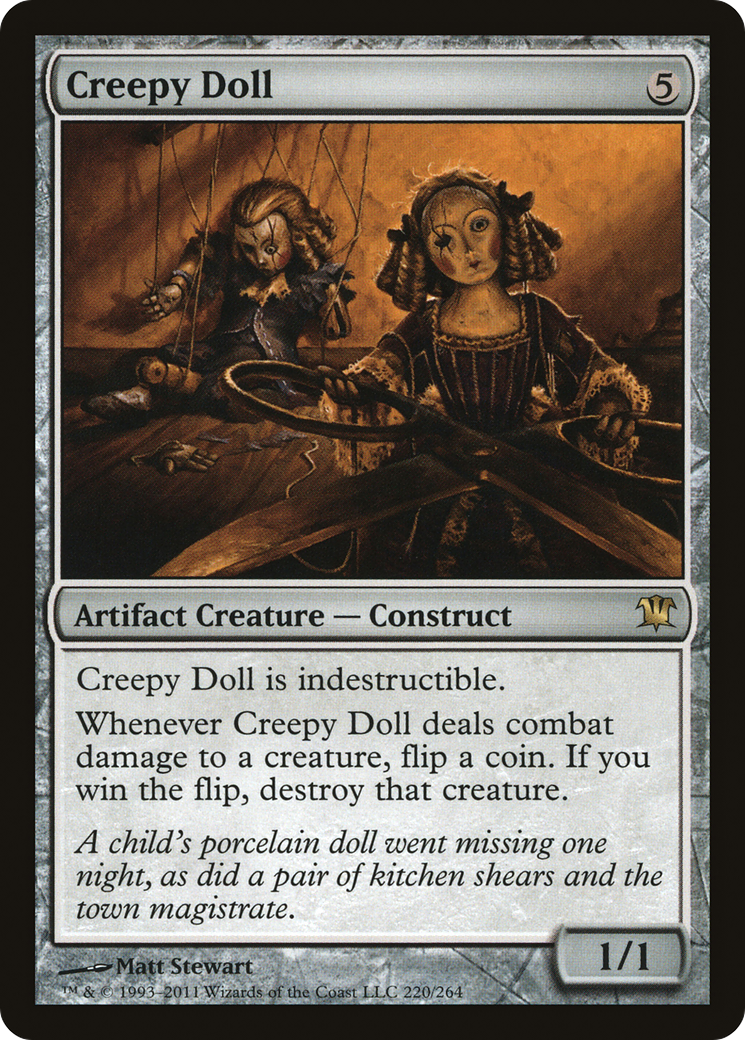 Creepy Doll
5
Artifact Creature — Construct
Creepy Doll is indestructible.
Whenever Creepy Doll deals combat
damage to a creature, flip a coin. If you
win the flip, destroy that creature.
A child's porcelain doll went missing one
night, as did a pair of kitchen shears and the
town magistrate.
1/1
Matt Stewart
™ & © 1993–2011 Wizards of the Coast LLC 220/264